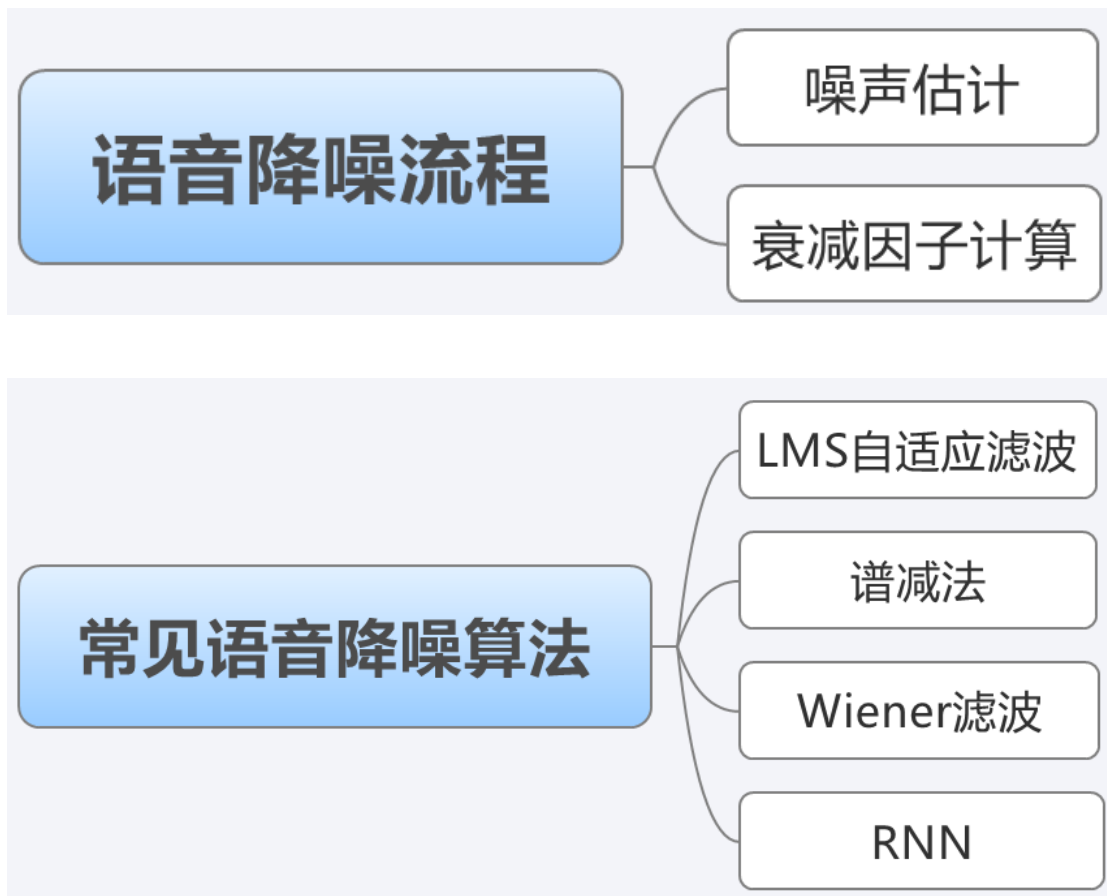 语音降噪流程
噪声估计
衰减因子计算
常见语音降噪算法
LMS自适应滤波
谱减法
Wiener滤波
RNN